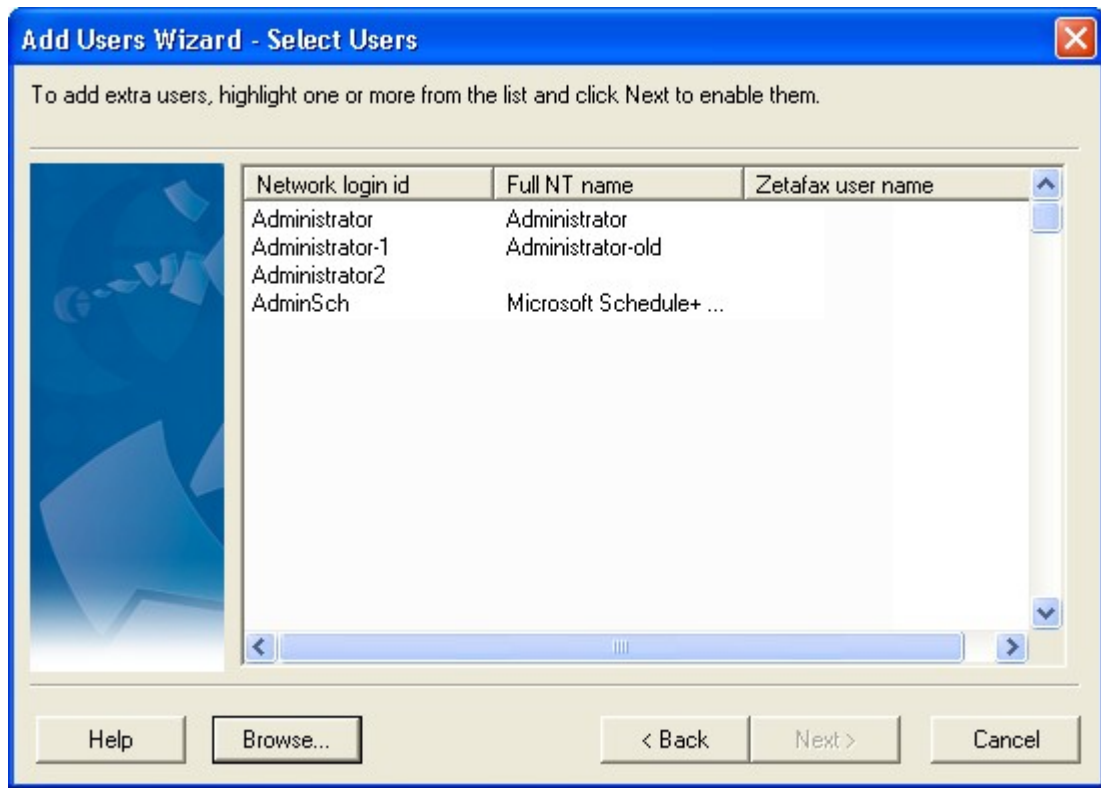 Add Users Wizard - Select Users
To add extra users, highlight one or more from the list and click Next to enable them.
Network login id Full NT name Zetafax user name
Administrator Administrator
Administrator-1 Administrator-old
Administrator2
AdminSch Microsoft Schedule+ ...
Help Browse... < Back Next > Cancel